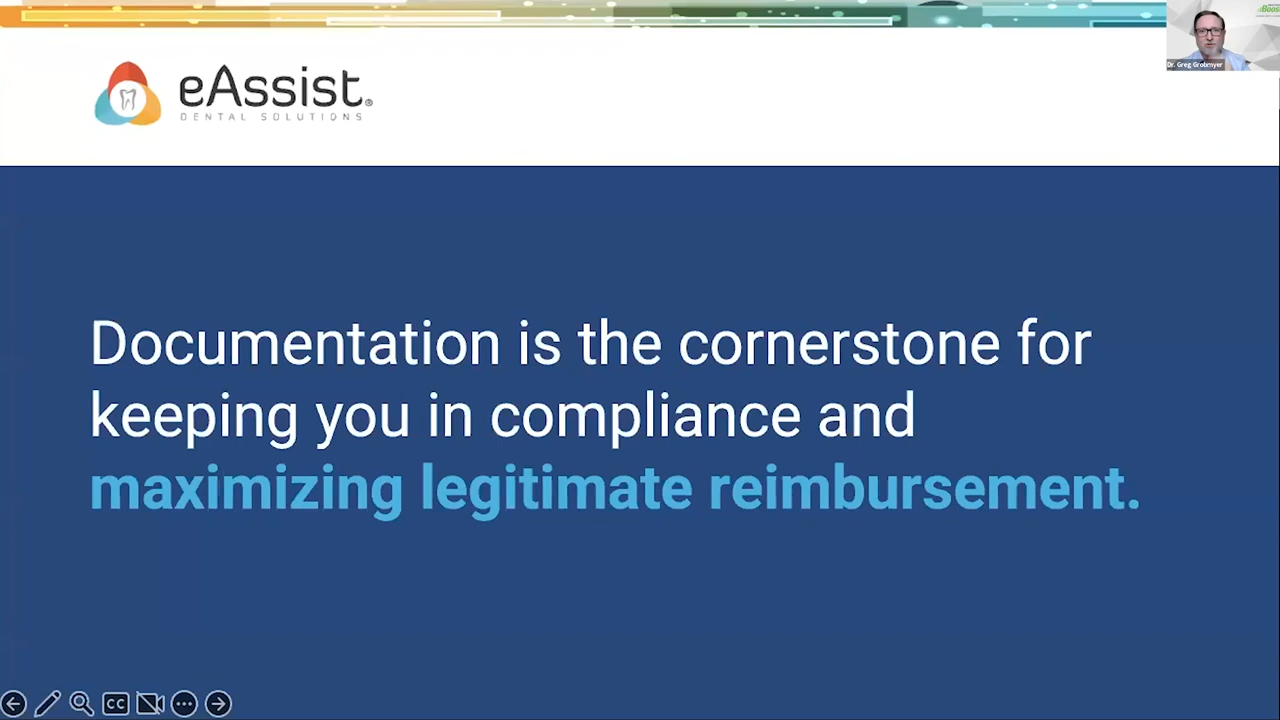 eAssist®
DENTAL SOLUTIONS
Dr. Greg Grobmyer
Documentation is the cornerstone for
keeping you in compliance and
maximizing legitimate reimbursement.
CC